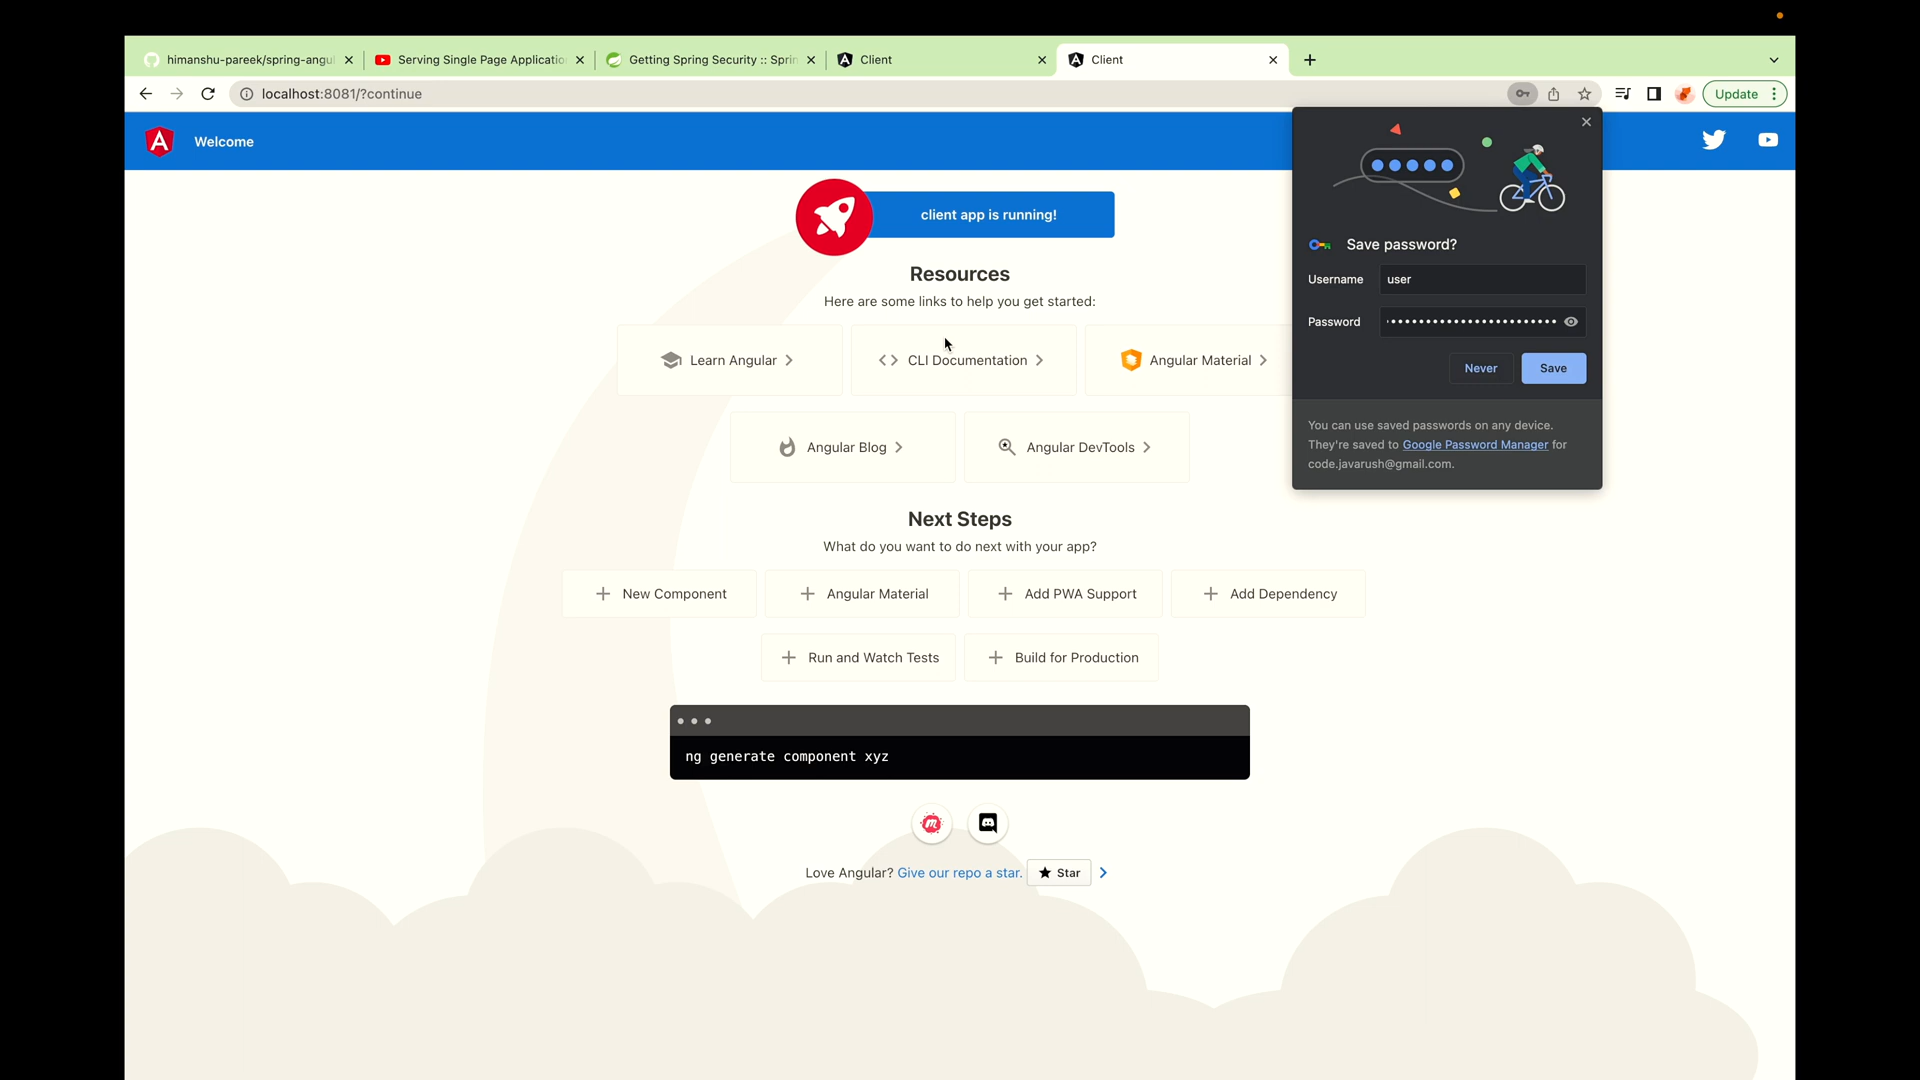 himanshu-pareek/spring-angu
Serving Single Page Applicatio
Getting Spring Security :: Sprin
Client
Client
localhost:8081/?continue
Update
Welcome
client app is running!
Resources
Here are some links to help you get started:
Learn Angular
CLI Documentation
Angular Material
Angular Blog
Angular DevTools
Save password?
Username user
Password
Never Save
You can use saved passwords on any device.
They're saved to Google Password Manager for
code.javarush@gmail.com.
Next Steps
What do you want to do next with your app?
New Component
Angular Material
Add PWA Support
Add Dependency
Run and Watch Tests
Build for Production
ng generate component xyz
Love Angular? Give our repo a star. Star